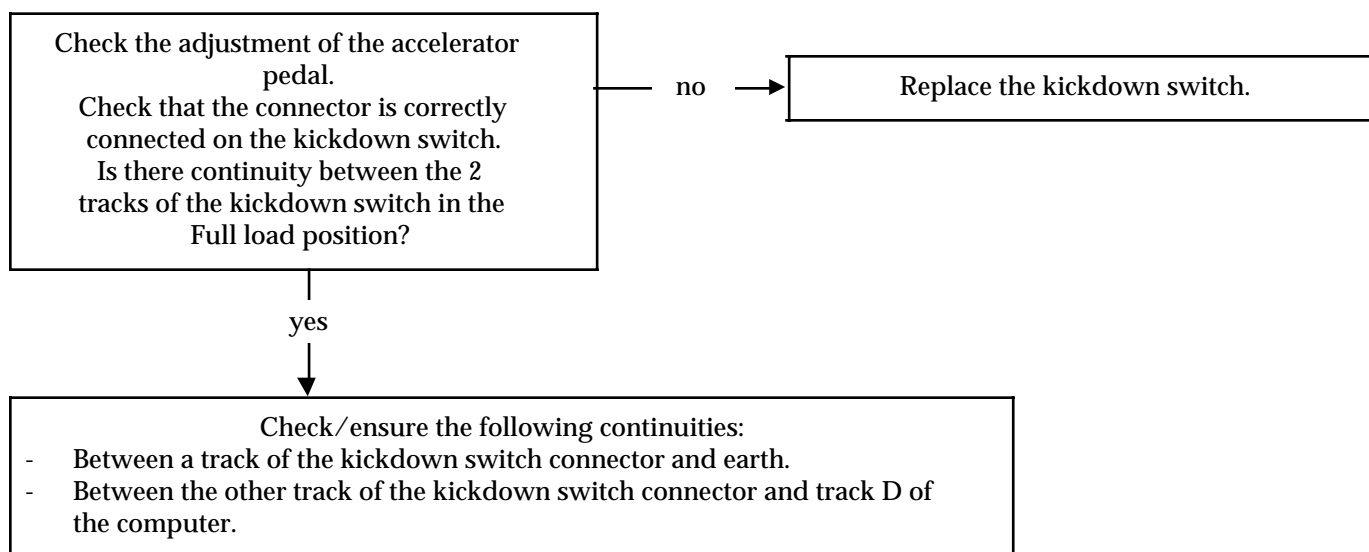 Check the adjustment of the accelerator
pedal.
Check that the connector is correctly
connected on the kickdown switch.
Is there continuity between the 2
tracks of the kickdown switch in the
Full load position?
no
Replace the kickdown switch.
yes
Check/ensure the following continuities:
- Between a track of the kickdown switch connector and earth.
- Between the other track of the kickdown switch connector and track D of
the computer.